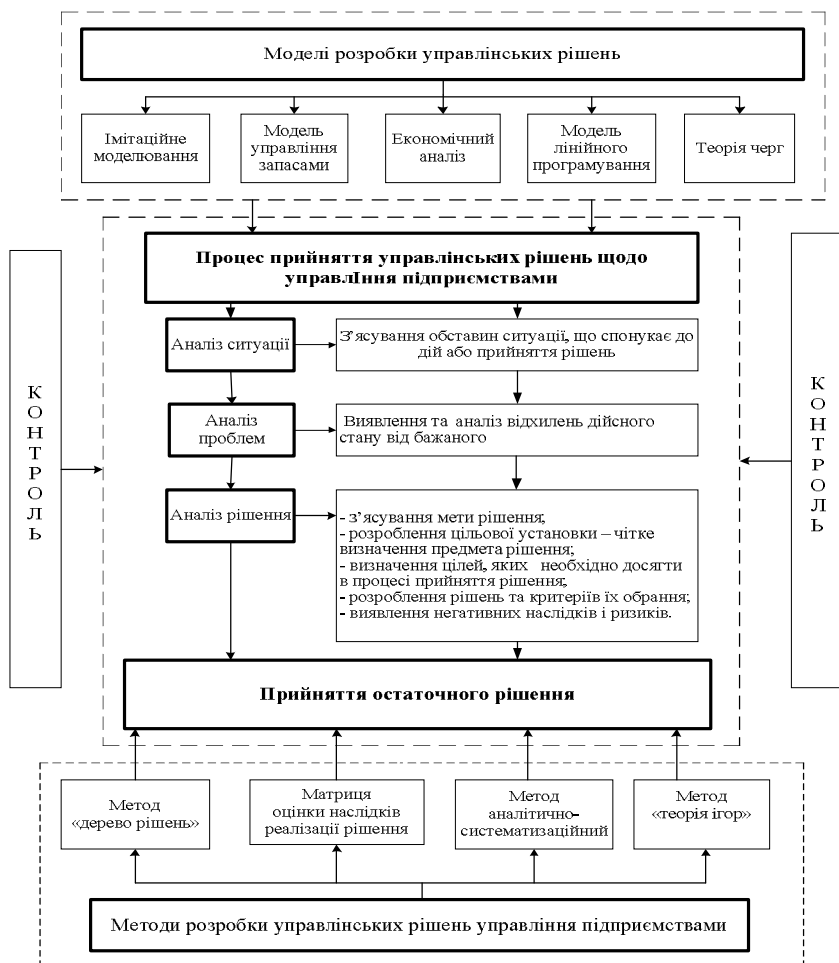 Моделі розробки управлінських рішень
Імітаційне
моделювання
Модель
управління
запасами
Економічний
аналіз
Модель
лінійного
програмування
Теорія черг
Процес прийняття управлінських рішень щодо
управлІння підприємствами
КОНТРОЛЬ
Аналіз ситуації
З’ясування обставин ситуації, що спонукає до
дій або прийняття рішень
Аналіз
проблем
Виявлення та аналіз відхилень дійсного
стану від бажаного
Аналіз рішення
- з’ясування мети рішення;
- розроблення цільової установки – чітке
визначення предмета рішення;
- визначення цілей, яких необхідно досягти
в процесі прийняття рішення;
- розроблення рішень та критеріїв їх обрання;
- виявлення негативних наслідків і ризиків.
КОНТРОЛЬ
Прийняття остаточного рішення
Метод
«дерево рішень»
Матриця
оцінки наслідків
реалізації рішення
Метод
аналітично-
систематизаційний
Метод
«теорія ігор»
Методи розробки управлінських рішень управління підприємствами